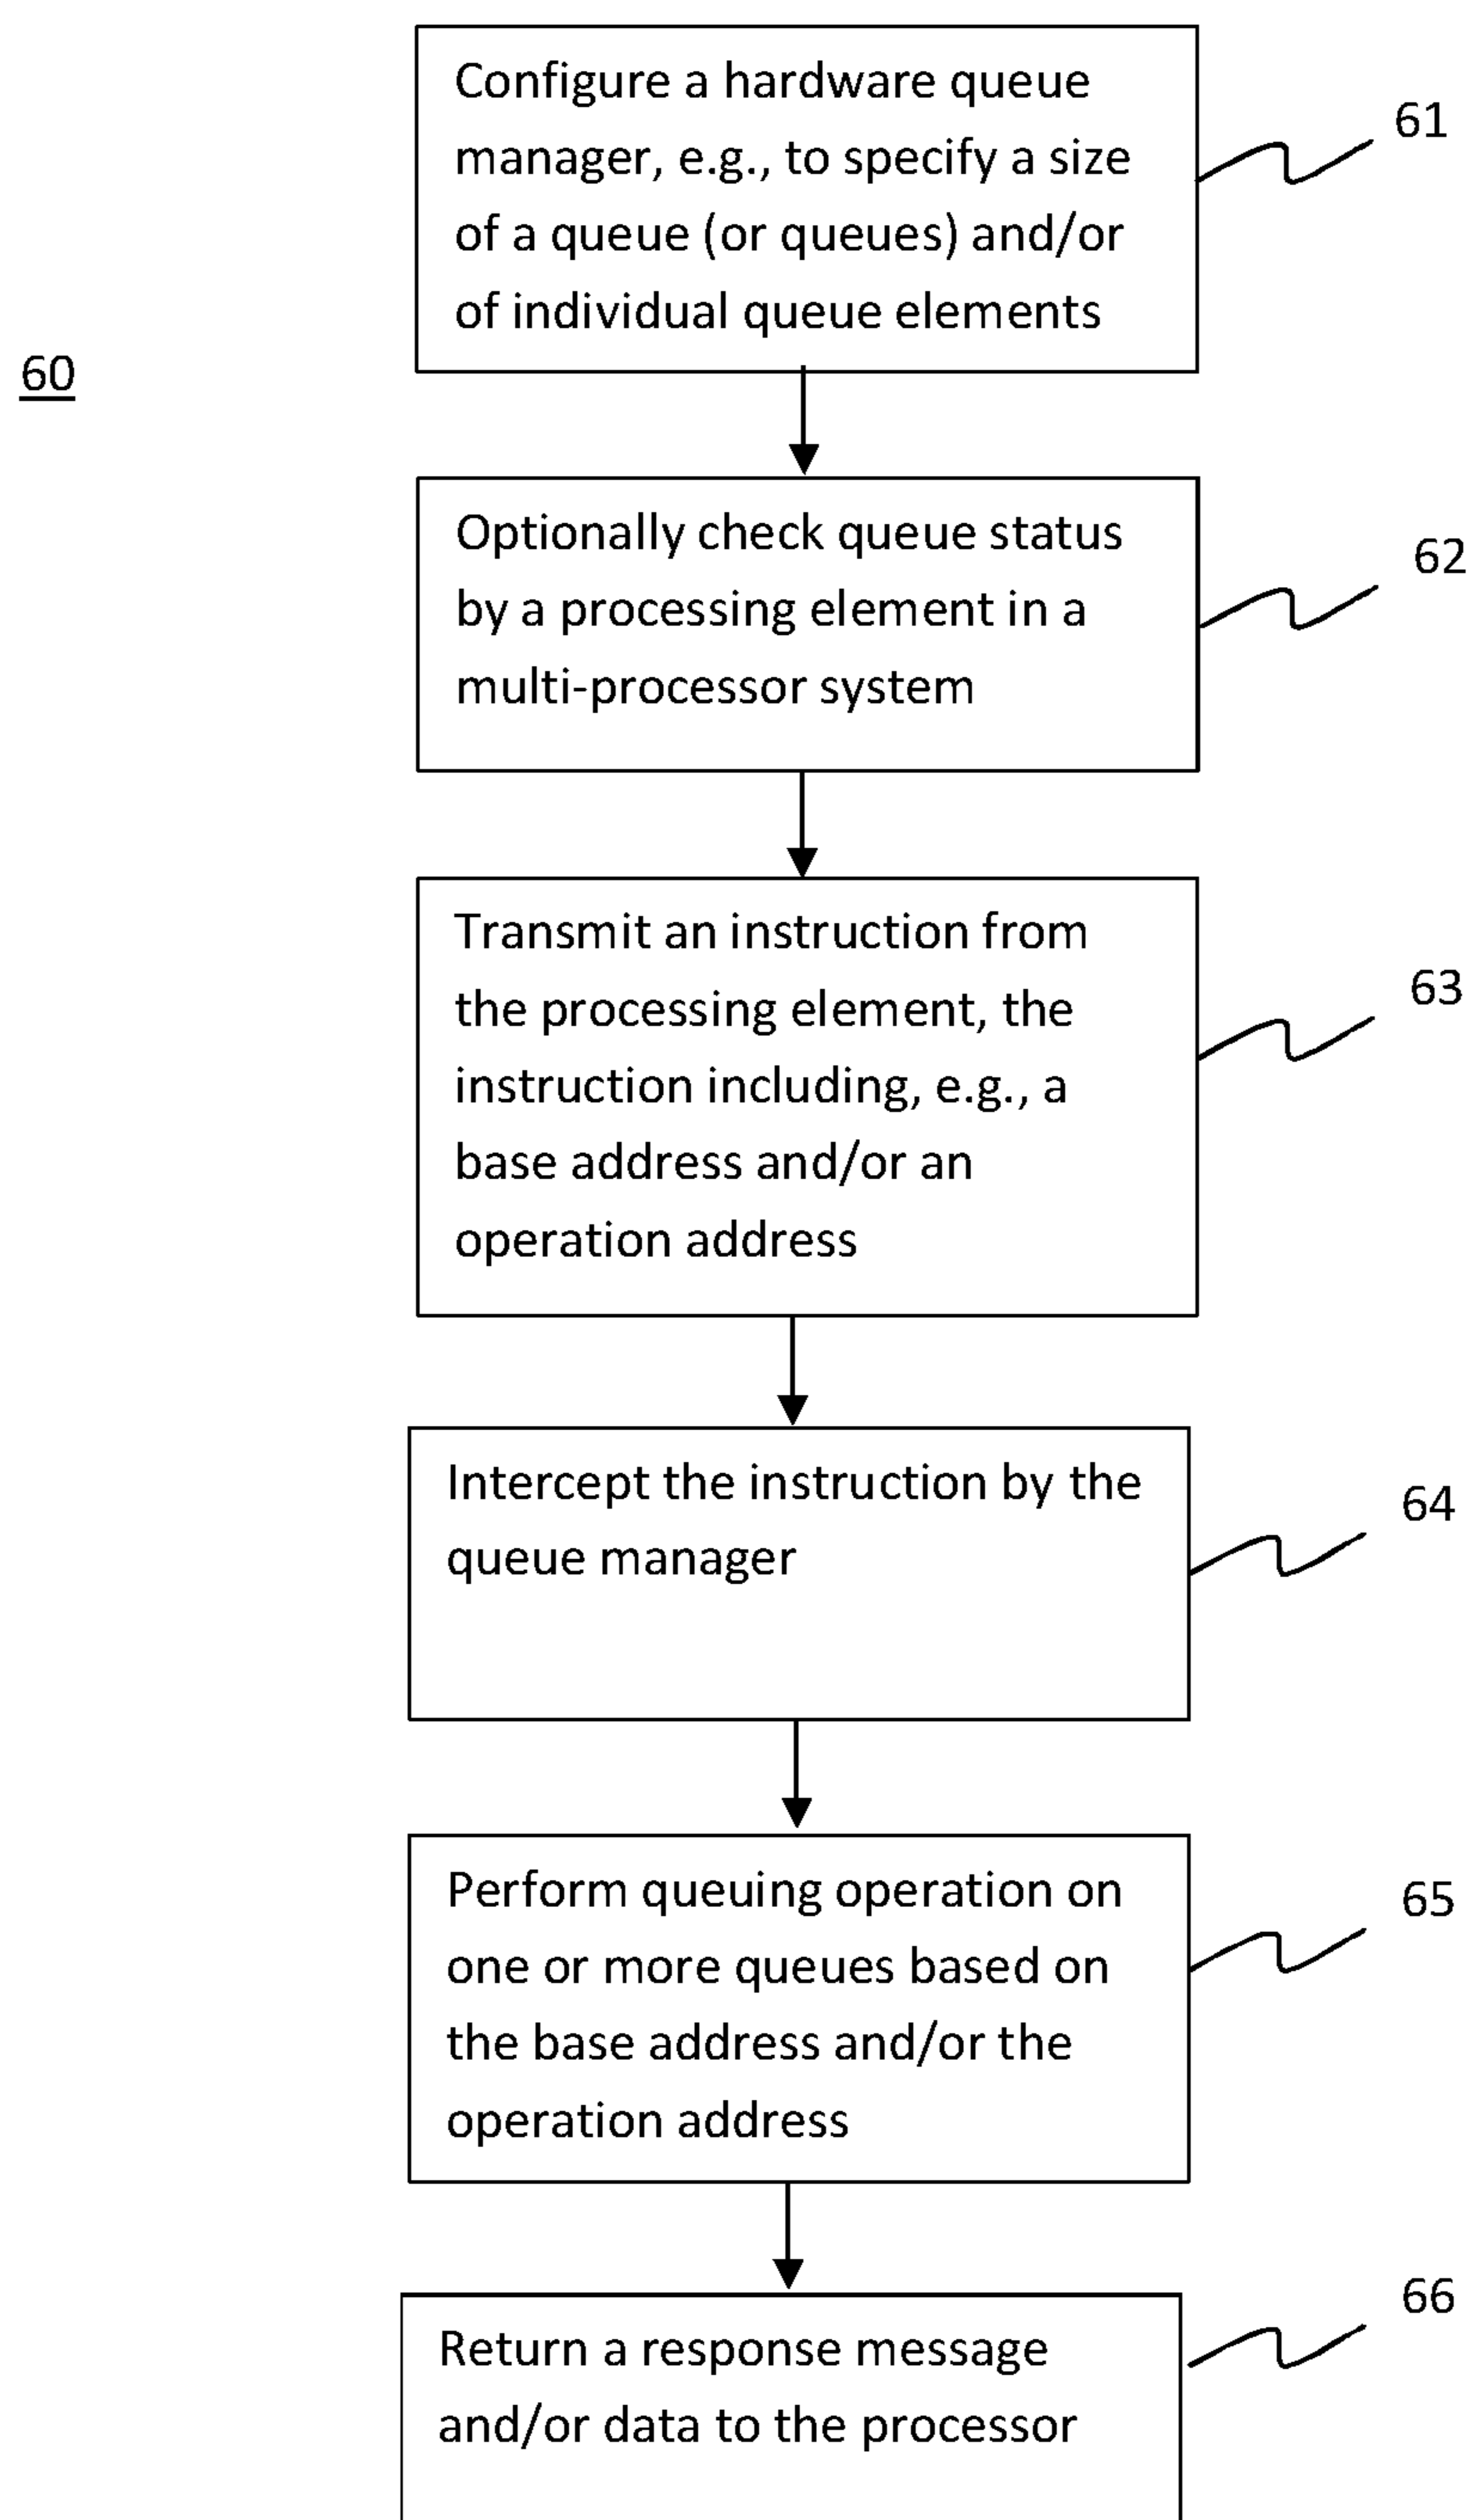 Configure a hardware queue
manager, e.g., to specify a size
of a queue (or queues) and/or
of individual queue elements
61
60
Optionally check queue status
by a processing element in a
multi-processor system
62
Transmit an instruction from
the processing element, the
instruction including, e.g., a
base address and/or an
operation address
63
Intercept the instruction by the
queue manager
64
Perform queuing operation on
one or more queues based on
the base address and/or the
operation address
65
Return a response message
and/or data to the processor
66